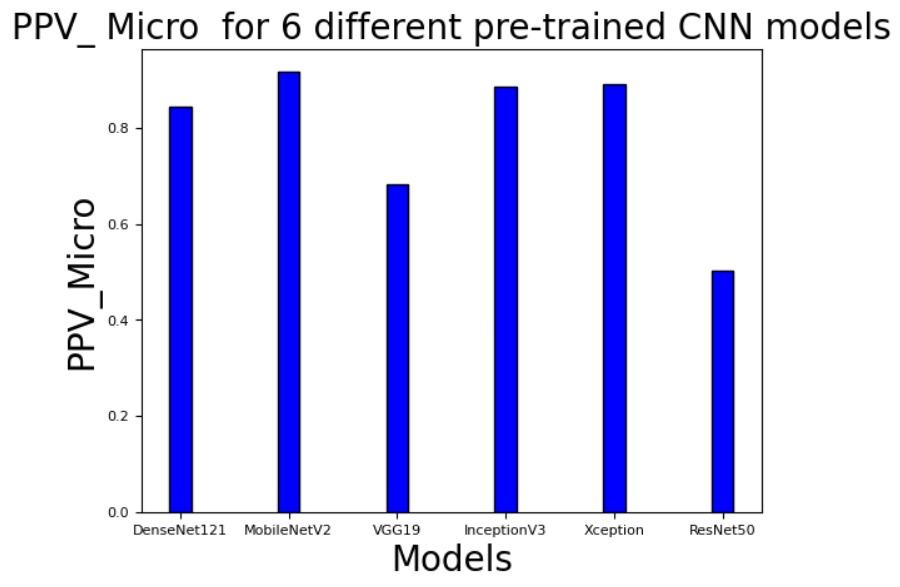 PPV_ Micro  for 6 different pre-trained CNN models
PPV_Micro
0.8
0.6
0.4
0.2
0.0
DenseNet121 MobileNetV2 VGG19 InceptionV3 Xception ResNet50
Models